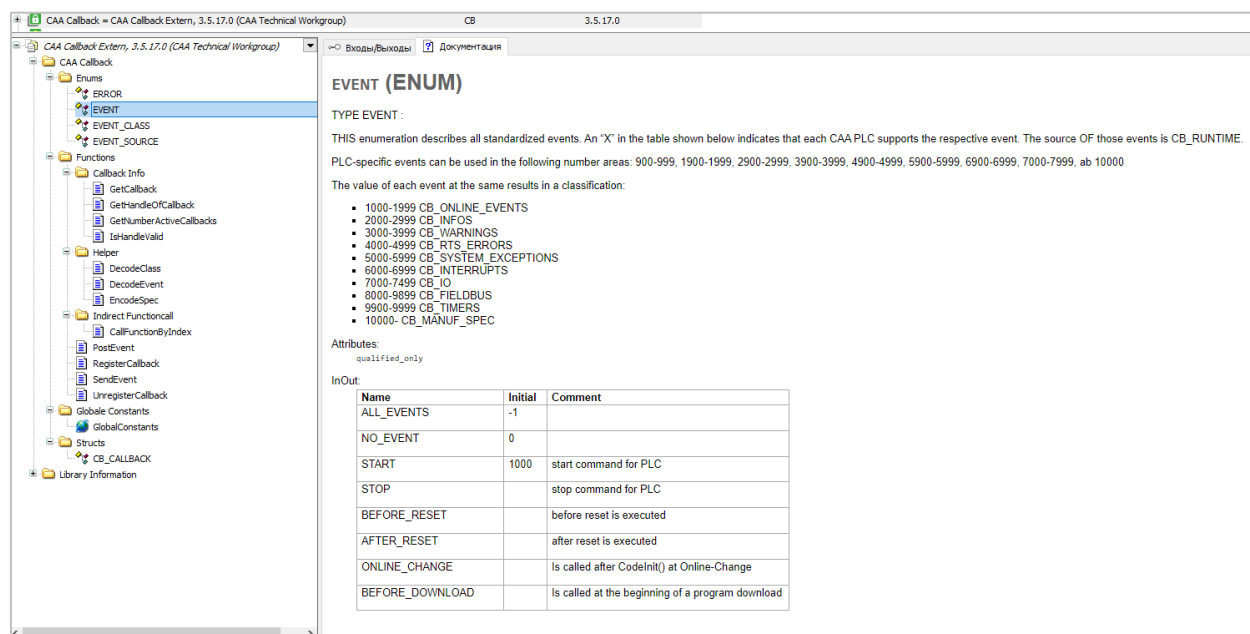 CAA Callback = CAA Callback Extern, 3.5.17.0 (CAA Technical Workgroup) CB 3.5.17.0
CAA Callback Extern, 3.5.17.0 (CAA Technical Workgroup)
CAA Callback
Enums
ERROR
EVENT
EVENT_CLASS
EVENT_SOURCE
Functions
Callback Info
GetCallback
GetHandleOfCallback
GetNumberActiveCallbacks
IsHandleValid
Helper
DecodeClass
DecodeEvent
EncodeSpec
Indirect Functioncall
CallFunctionByIndex
PostEvent
RegisterCallback
SendEvent
UnregisterCallback
Globale Constants
GlobalConstants
Structs
CB_CALLBACK
Library Information
Входы/Выходы Документация
EVENT (ENUM)
TYPE EVENT :
THIS enumeration describes all standardized events. An “X” in the table shown below indicates that each CAA PLC supports the respective event. The source OF those events is CB_RUNTIME.
PLC-specific events can be used in the following number areas: 900-999, 1900-1999, 2900-2999, 3900-3999, 4900-4999, 5900-5999, 6900-6999, 7000-7999, ab 10000
The value of each event at the same results in a classification:
▪ 1000-1999 CB_ONLINE_EVENTS
▪ 2000-2999 CB_INFOS
▪ 3000-3999 CB_WARNINGS
▪ 4000-4999 CB_RTS_ERRORS
▪ 5000-5999 CB_SYSTEM_EXCEPTIONS
▪ 6000-6999 CB_INTERRUPTS
▪ 7000-7499 CB_IO
▪ 8000-9899 CB_FIELDBUS
▪ 9900-9999 CB_TIMERS
▪ 10000- CB_MANUF_SPEC
Attributes:
qualified_only
InOut:
Name Initial Comment
ALL_EVENTS -1
NO_EVENT 0
START 1000 start command for PLC
STOP stop command for PLC
BEFORE_RESET before reset is executed
AFTER_RESET after reset is executed
ONLINE_CHANGE Is called after CodeInit() at Online-Change
BEFORE_DOWNLOAD Is called at the beginning of a program download